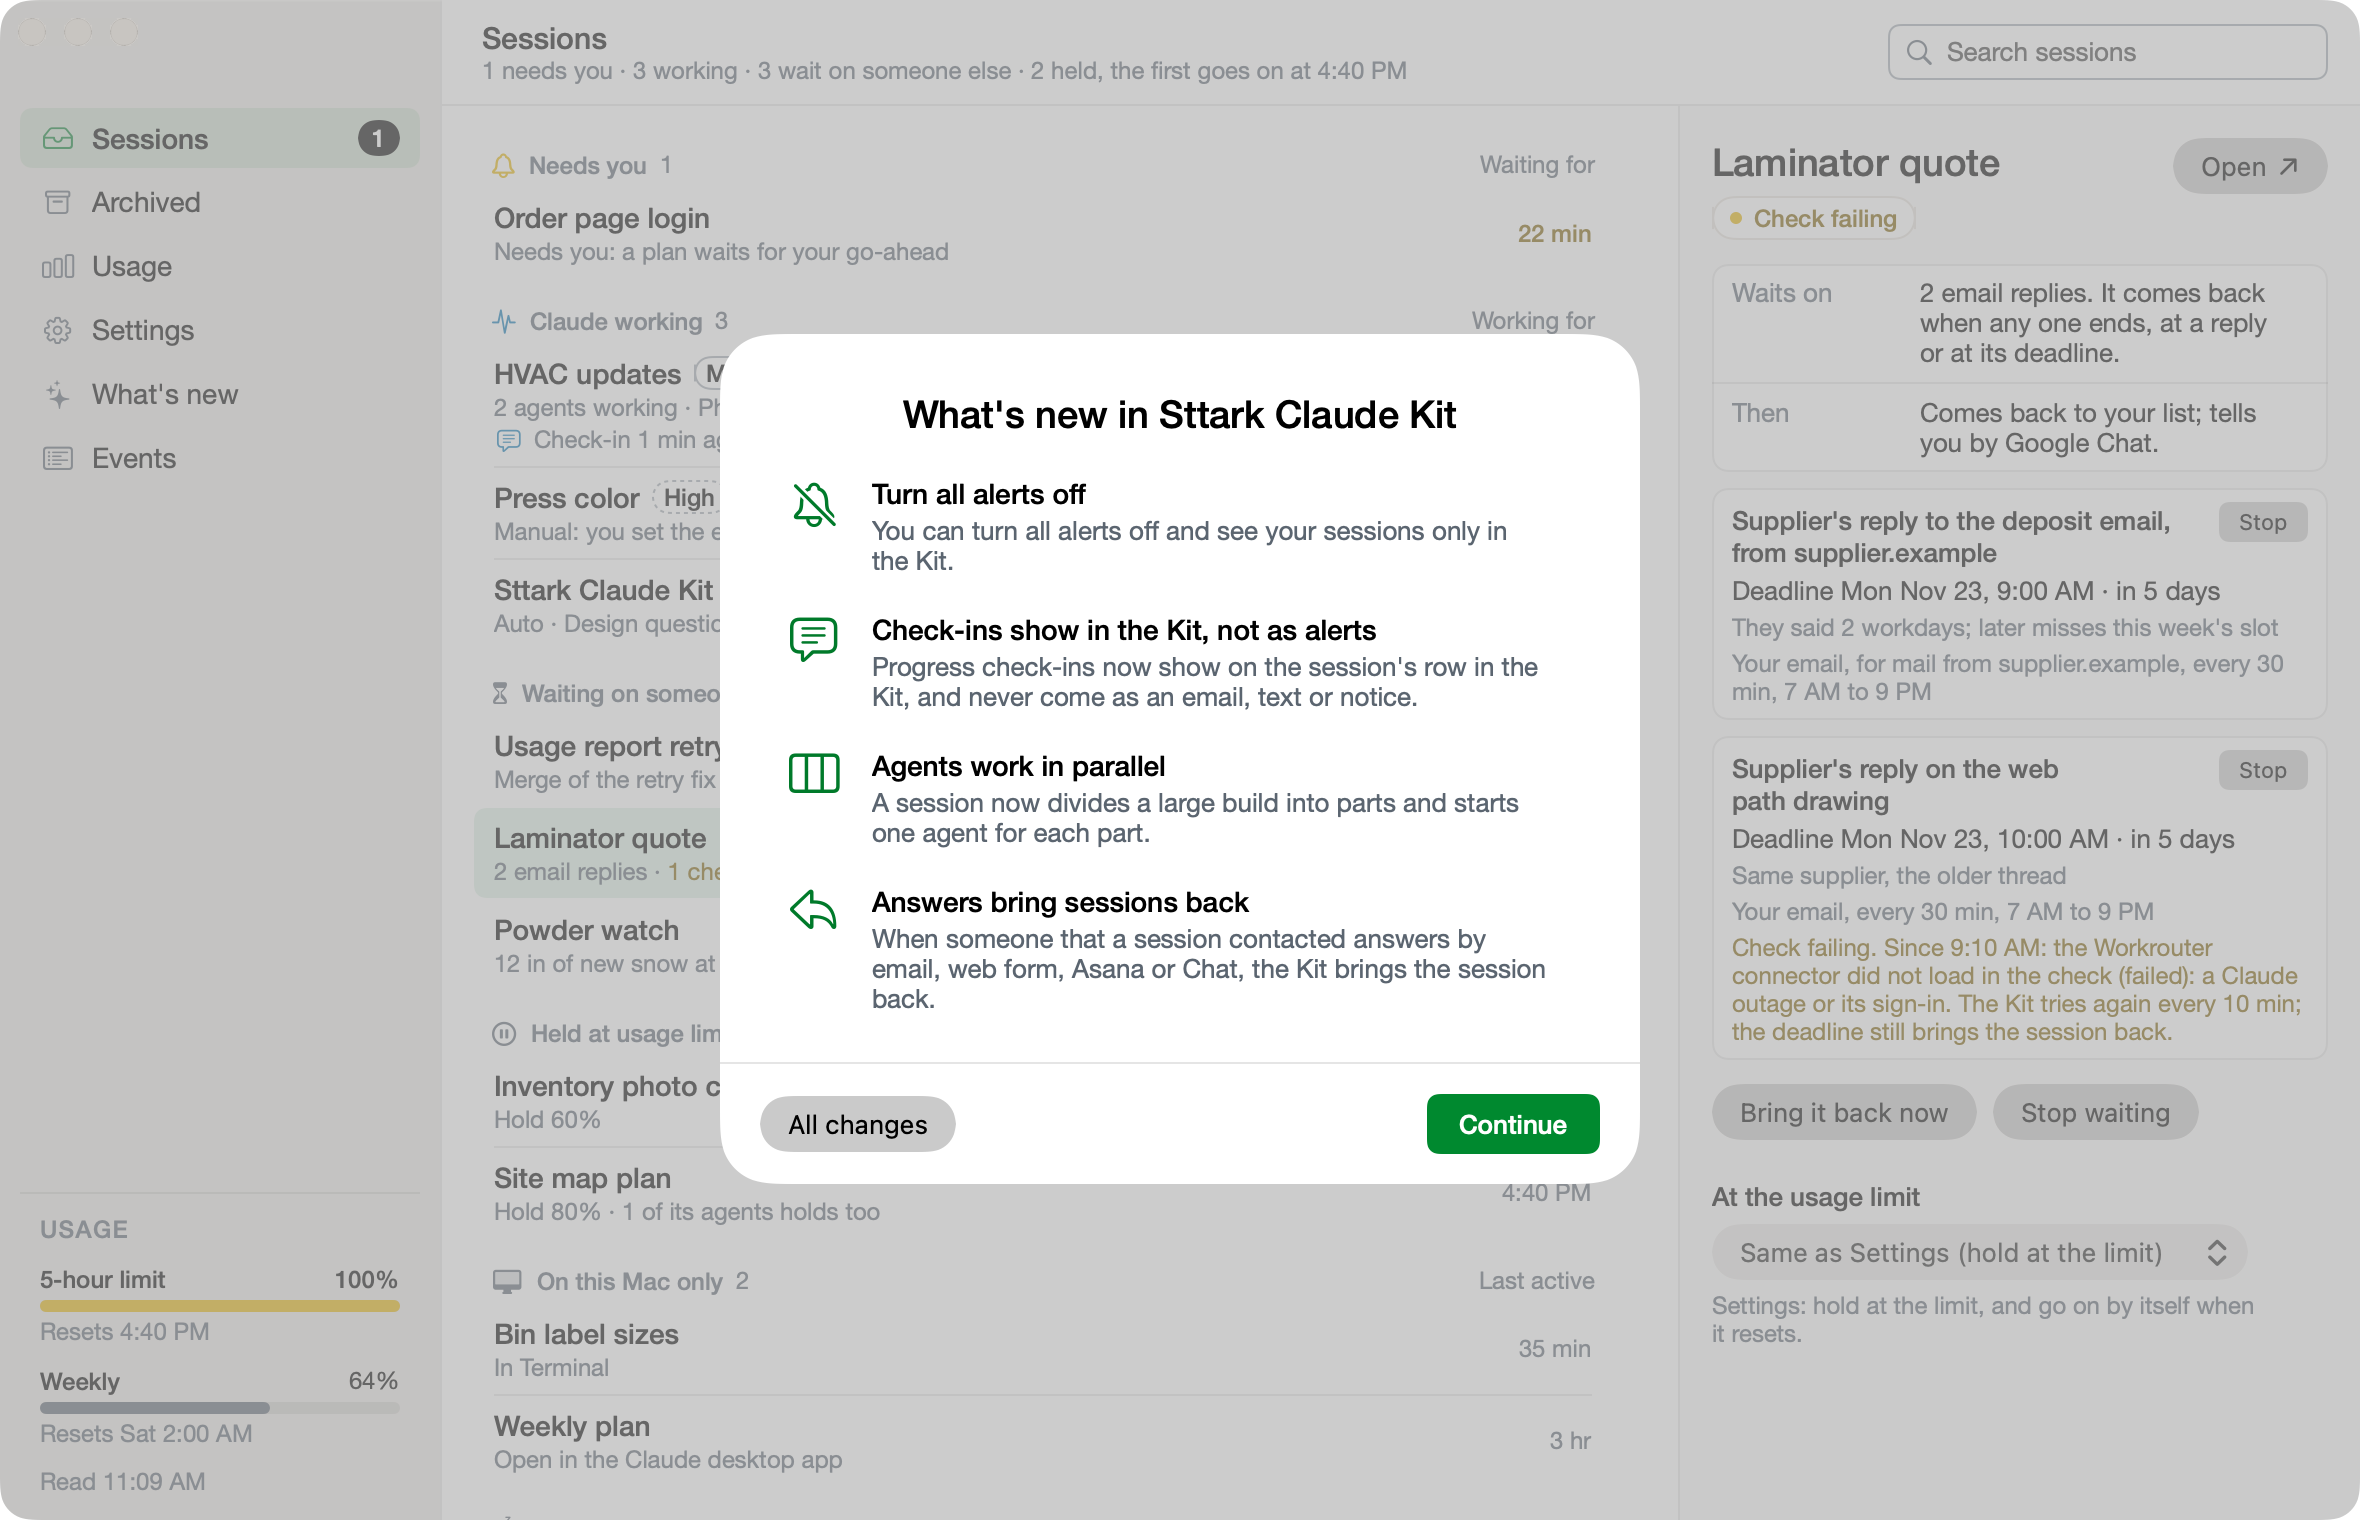 Sessions
1 needs you · 3 working · 3 wait on someone else · 2 held, the first goes on at 4:40 PM
Search sessions
Sessions 1
Archived
Usage
Settings
What's new
Events
USAGE
5-hour limit 100%
Resets 4:40 PM
Weekly 64%
Resets Sat 2:00 AM
Read 11:09 AM
Needs you 1 Waiting for
Order page login
Needs you: a plan waits for your go-ahead
22 min
Claude working 3 Working for
HVAC updates
2 agents working ·
Check-in 1 min
Press color High
Manual: you set the
Sttark Claude Kit
Auto · Design
Waiting on
Usage report retry
Merge of the retry fix
Laminator quote
2 email replies · 1
Powder watch
12 in of new snow at
Held at usage
Inventory photo
Hold 60%
Site map plan
Hold 80% · 1 of its agents holds too
4:40 PM
On this Mac only 2 Last active
Bin label sizes
In Terminal
35 min
Weekly plan
Open in the Claude desktop app
3 hr
What's new in Sttark Claude Kit
Turn all alerts off
You can turn all alerts off and see your sessions only in
the Kit.
Check-ins show in the Kit, not as alerts
Progress check-ins now show on the session's row in the
Kit, and never come as an email, text or notice.
Agents work in parallel
A session now divides a large build into parts and starts
one agent for each part.
Answers bring sessions back
When someone that a session contacted answers by
email, web form, Asana or Chat, the Kit brings the session
back.
All changes
Continue
Laminator quote
Open
Check failing
Waits on
2 email replies. It comes back
when any one ends, at a reply
or at its deadline.
Then
Comes back to your list; tells
you by Google Chat.
Supplier's reply to the deposit email,
from supplier.example
Stop
Deadline Mon Nov 23, 9:00 AM · in 5 days
They said 2 workdays; later misses this week's slot
Your email, for mail from supplier.example, every 30
min, 7 AM to 9 PM
Supplier's reply on the web
path drawing
Stop
Deadline Mon Nov 23, 10:00 AM · in 5 days
Same supplier, the older thread
Your email, every 30 min, 7 AM to 9 PM
Check failing. Since 9:10 AM: the Workrouter
connector did not load in the check (failed): a Claude
outage or its sign-in. The Kit tries again every 10 min;
the deadline still brings the session back.
Bring it back now
Stop waiting
At the usage limit
Same as Settings (hold at the limit)
Settings: hold at the limit, and go on by itself when
it resets.